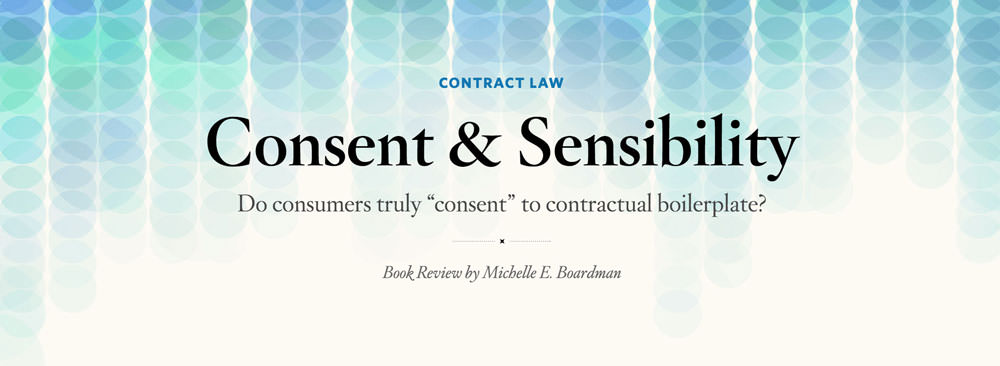 CONTRACT LAW
Consent & Sensibility
Do consumers truly “consent” to contractual boilerplate?
Book Review by Michelle E. Boardman